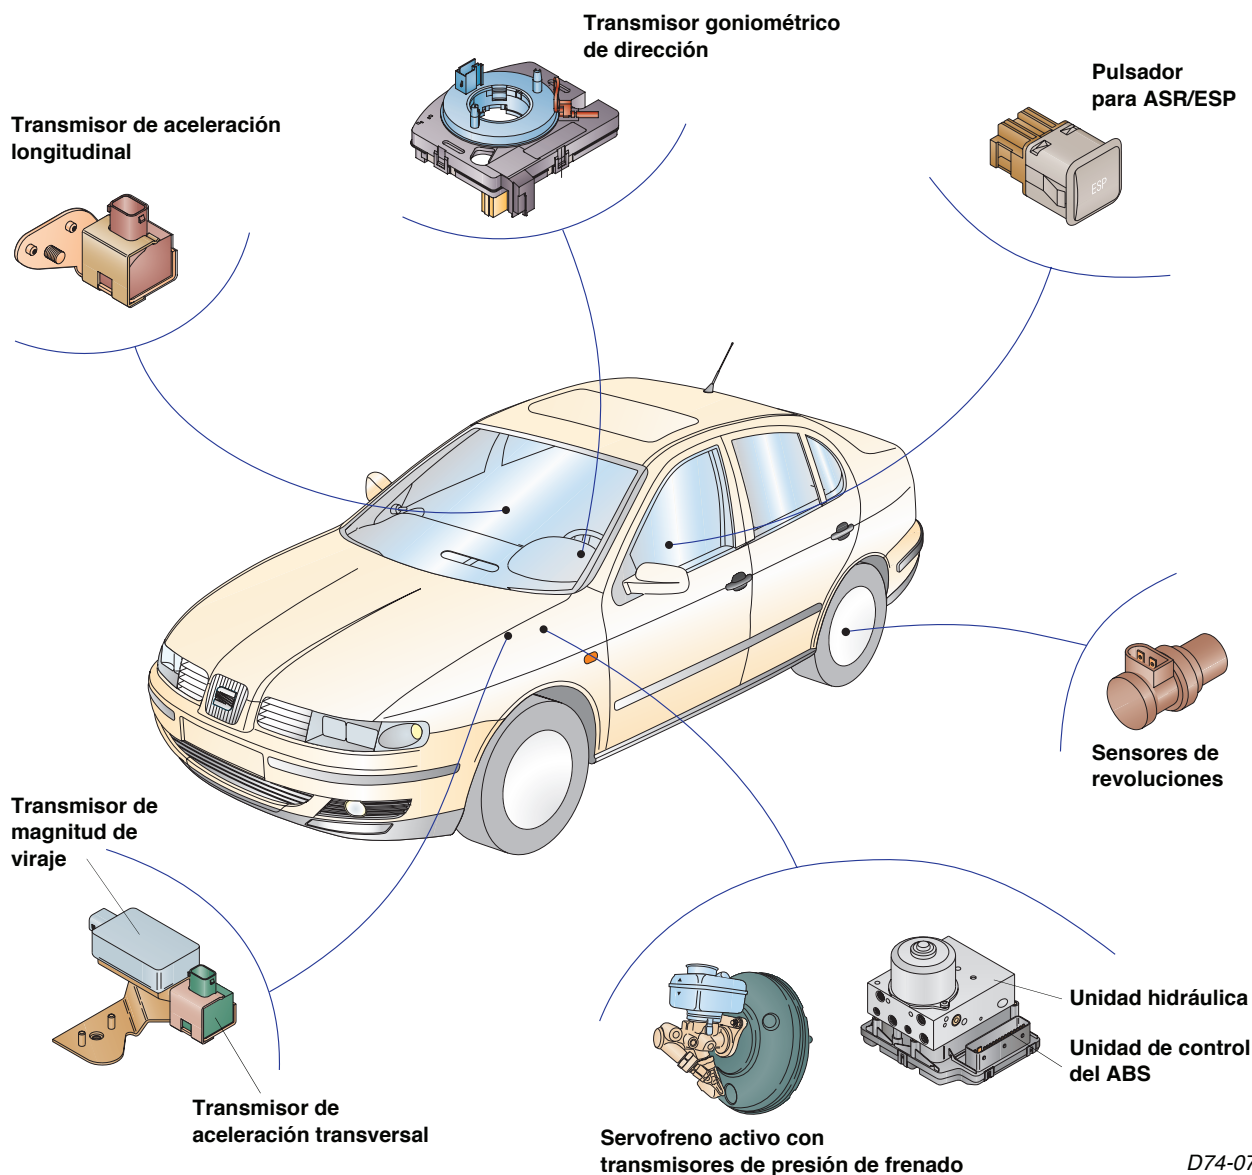 Transmisor goniométrico
de dirección
Pulsador
para ASR/ESP
Transmisor de aceleración
longitudinal
ESP
Sensores de
revoluciones
Transmisor de
magnitud de
viraje
Unidad hidráulica
Unidad de control
del ABS
Transmisor de
aceleración transversal
Servofreno activo con
transmisores de presión de frenado
D74-07